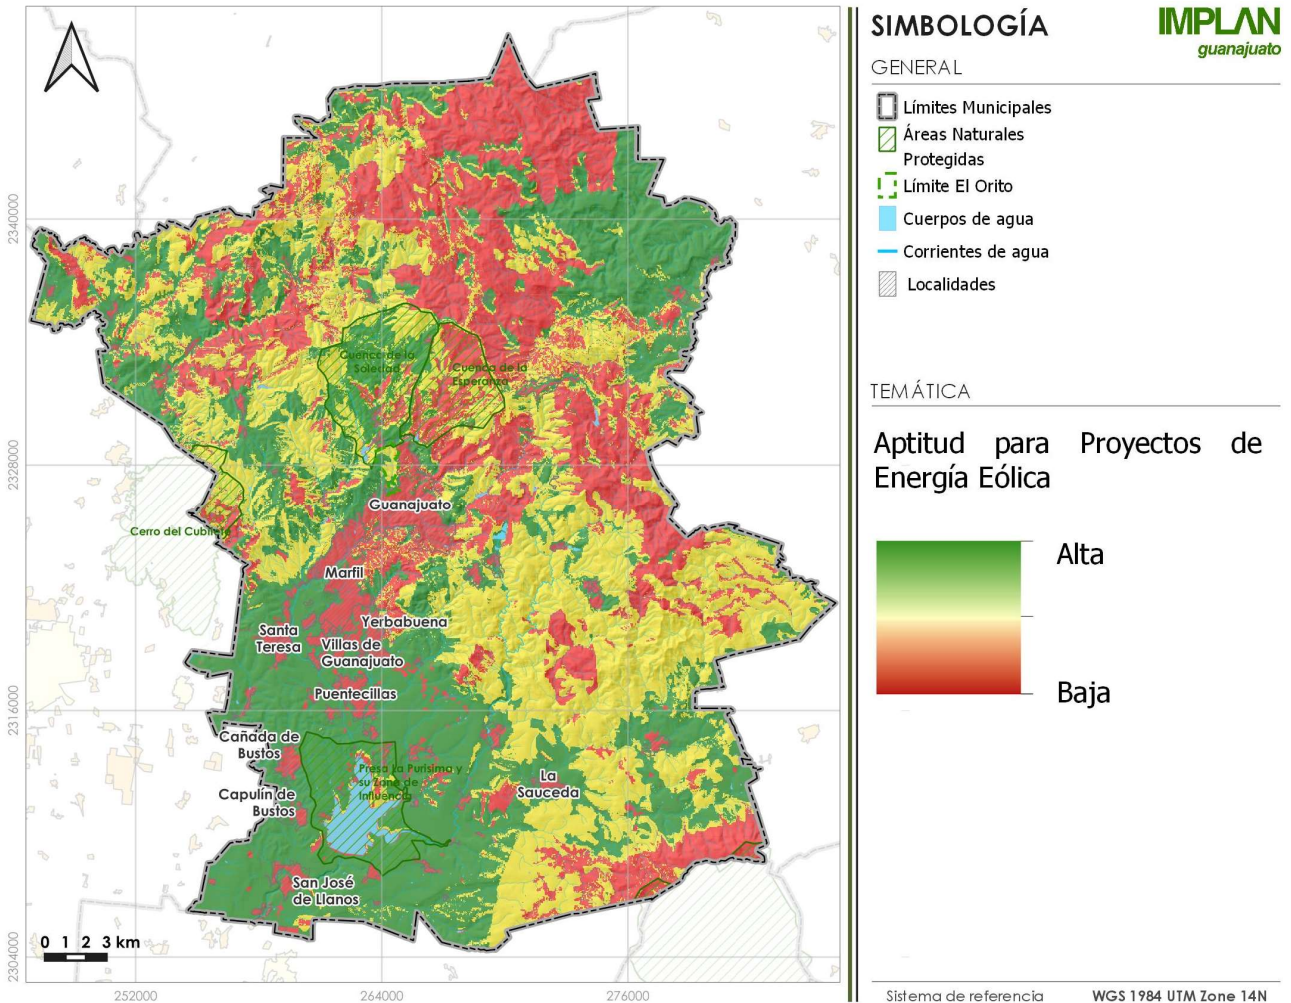 SIMBOLOGÍA
IMPLAN
guanajuato
GENERAL
Límites Municipales
Áreas Naturales
Protegidas
Límite El Orito
Cuerpos de agua
Corrientes de agua
Localidades
TEMÁTICA
Aptitud para Proyectos de
Energía Eólica
Alta
Baja
Sistema de referencia
WGS 1984 UTM Zone 14N
2340000
2328000
2316000
2304000
252000
264000
276000
0 1 2 3 km
Cuenca de la
Soledad
Cuenca de la
Esperanza
Cerro del Cubilete
Guanajuato
Marfil
Yerbabuena
Santa
Teresa
Villas de
Guanajuato
Puentecillas
Cañada de
Bustos
Presa La Purisima y
su Zona de
Influencia
Capulín de
Bustos
La
Sauceda
San José
de Llanos